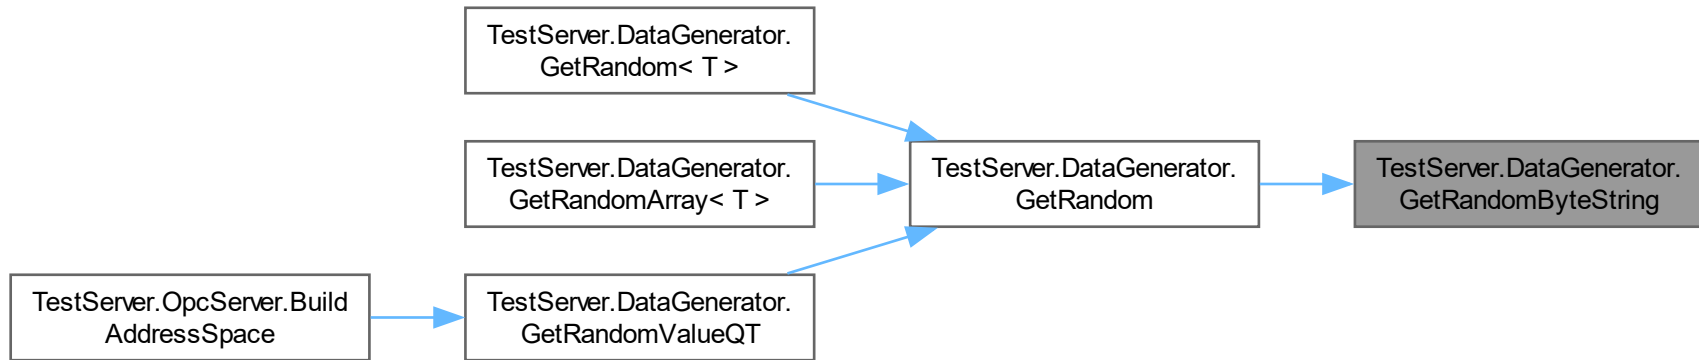 TestServer.DataGenerator.
GetRandom< T >
TestServer.DataGenerator.
GetRandomArray< T >
TestServer.DataGenerator.
GetRandom
TestServer.DataGenerator.
GetRandomByteString
TestServer.OpcServer.Build
AddressSpace
TestServer.DataGenerator.
GetRandomValueQT